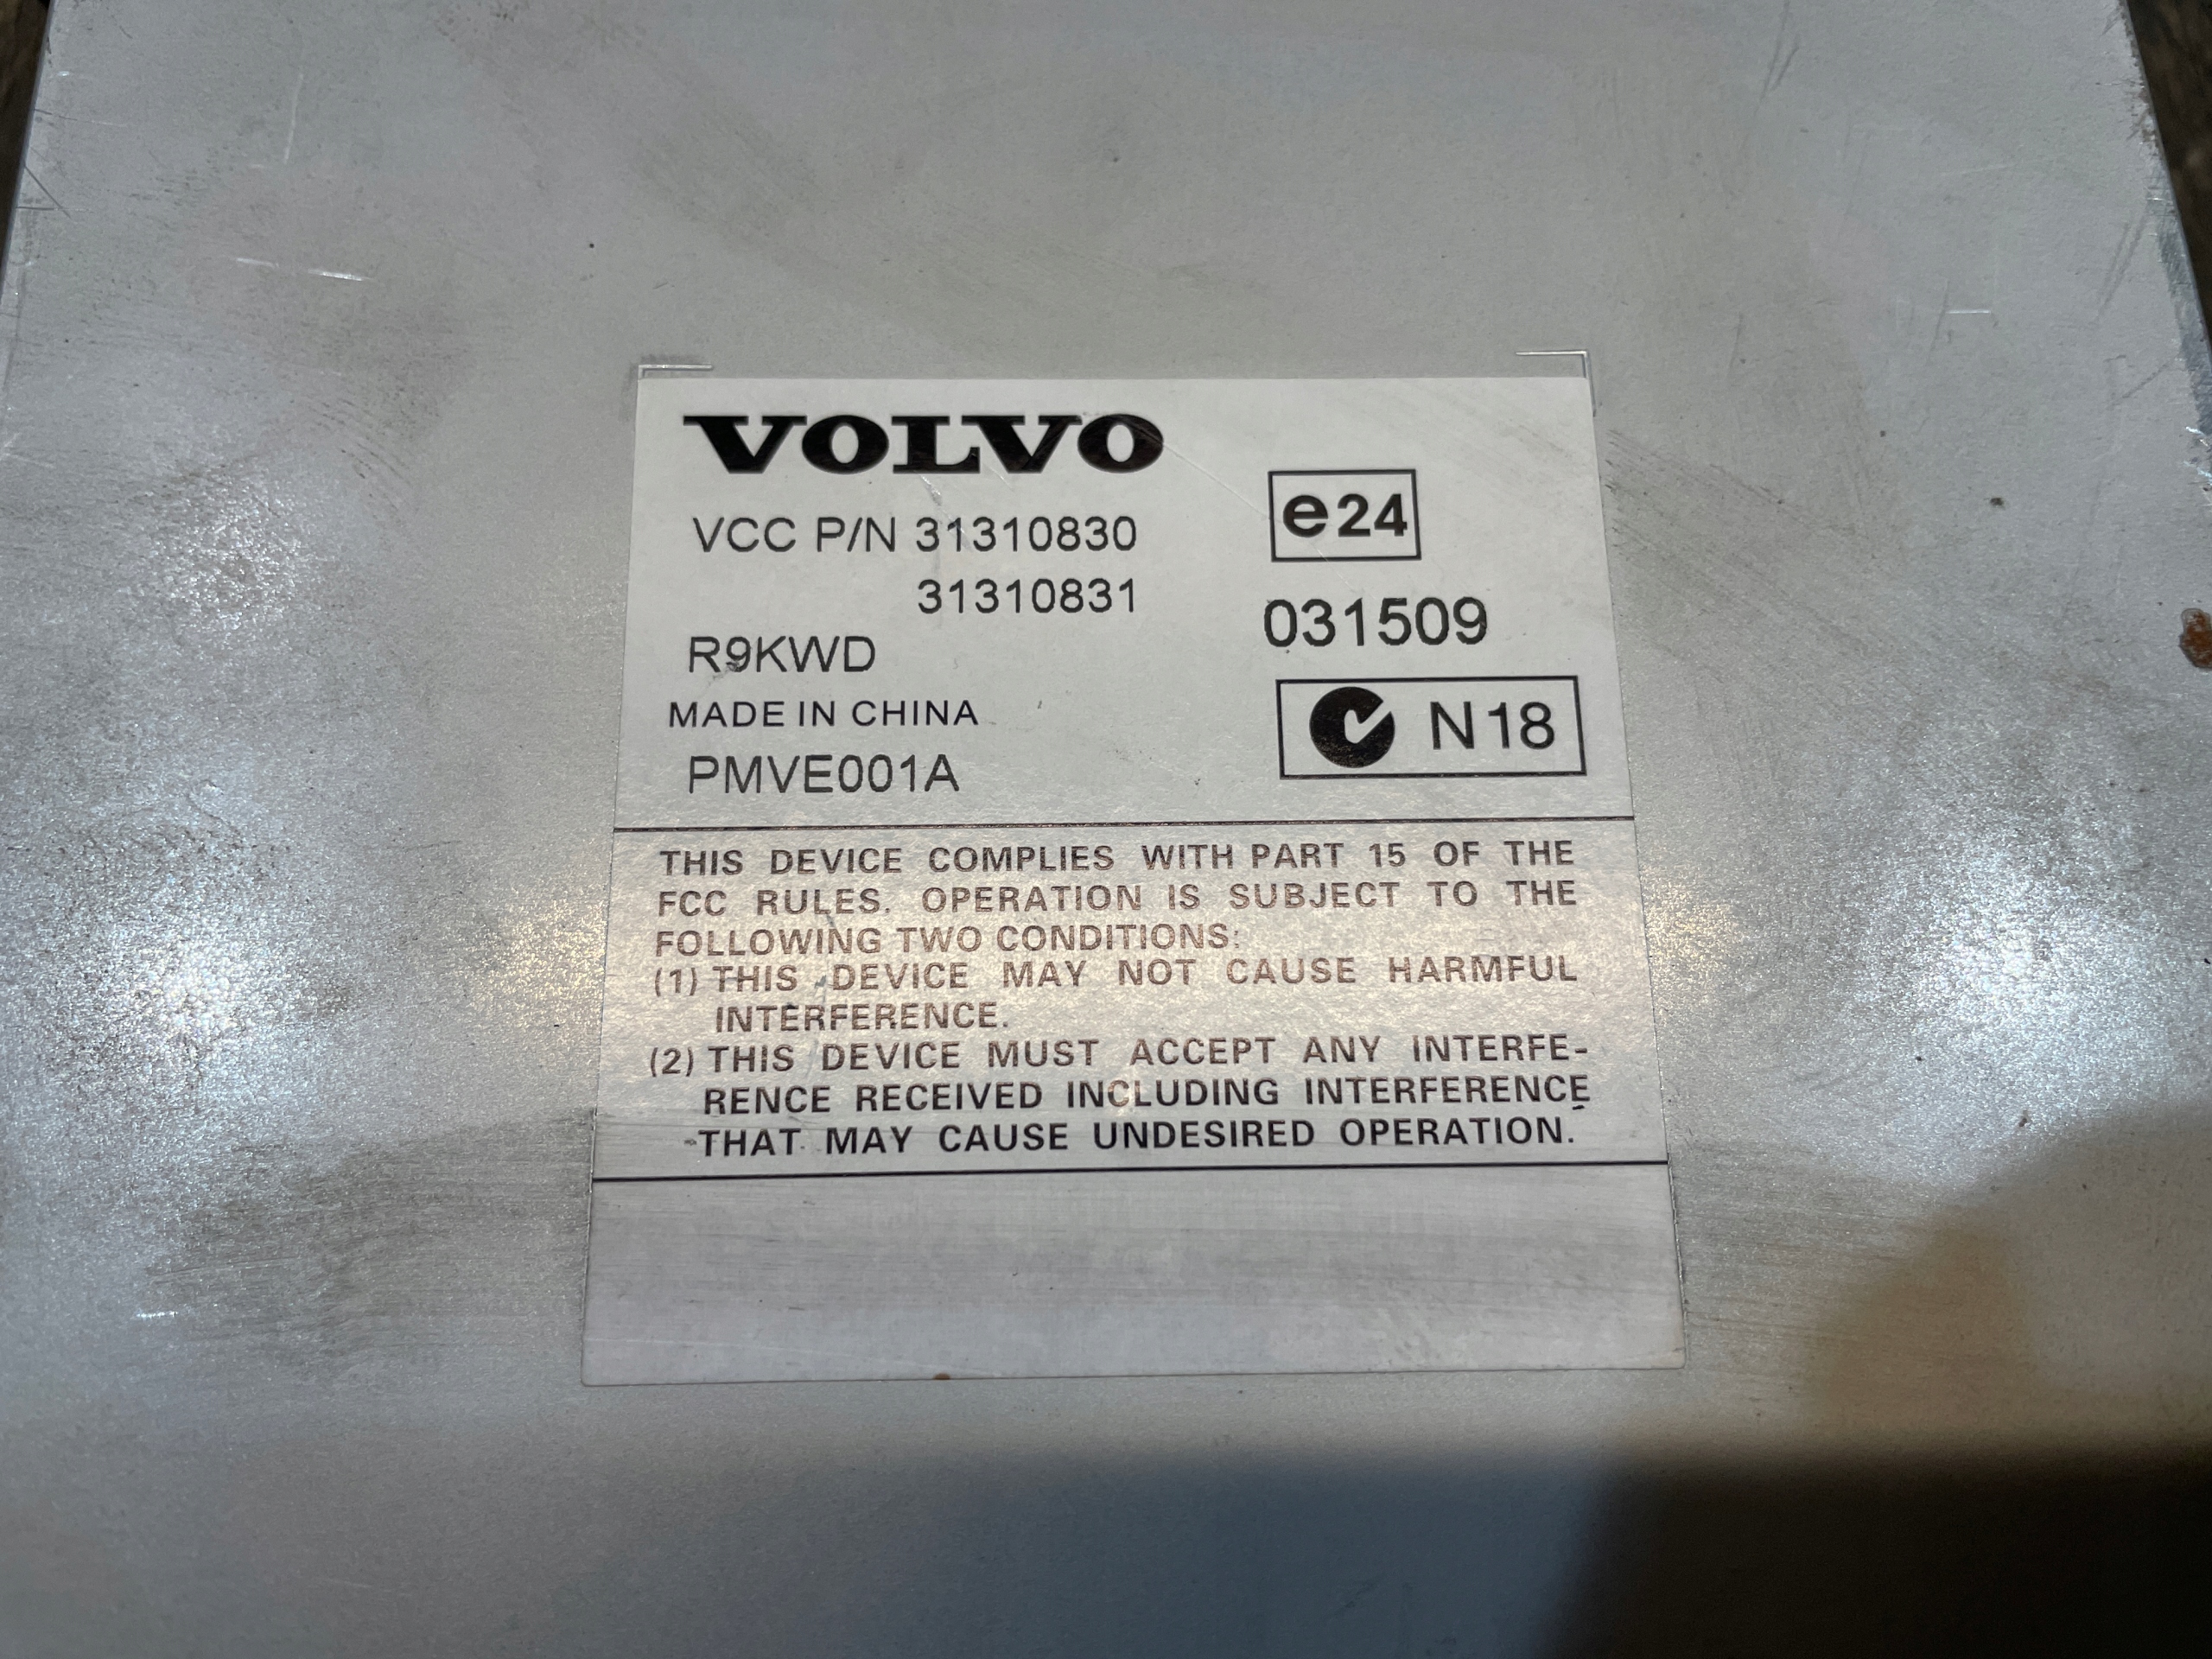 VOLVO
VCC P/N 31310830
31310831
e24
031509
R9KWD
MADE IN CHINA
PMVE001A
N18
THIS DEVICE COMPLIES WITH PART 15 OF THE
FCC RULES. OPERATION IS SUBJECT TO THE
FOLLOWING TWO CONDITIONS:
(1) THIS DEVICE MAY NOT CAUSE HARMFUL
INTERFERENCE.
(2) THIS DEVICE MUST ACCEPT ANY INTERFE-
RENCE RECEIVED INCLUDING INTERFERENCE
THAT MAY CAUSE UNDESIRED OPERATION.